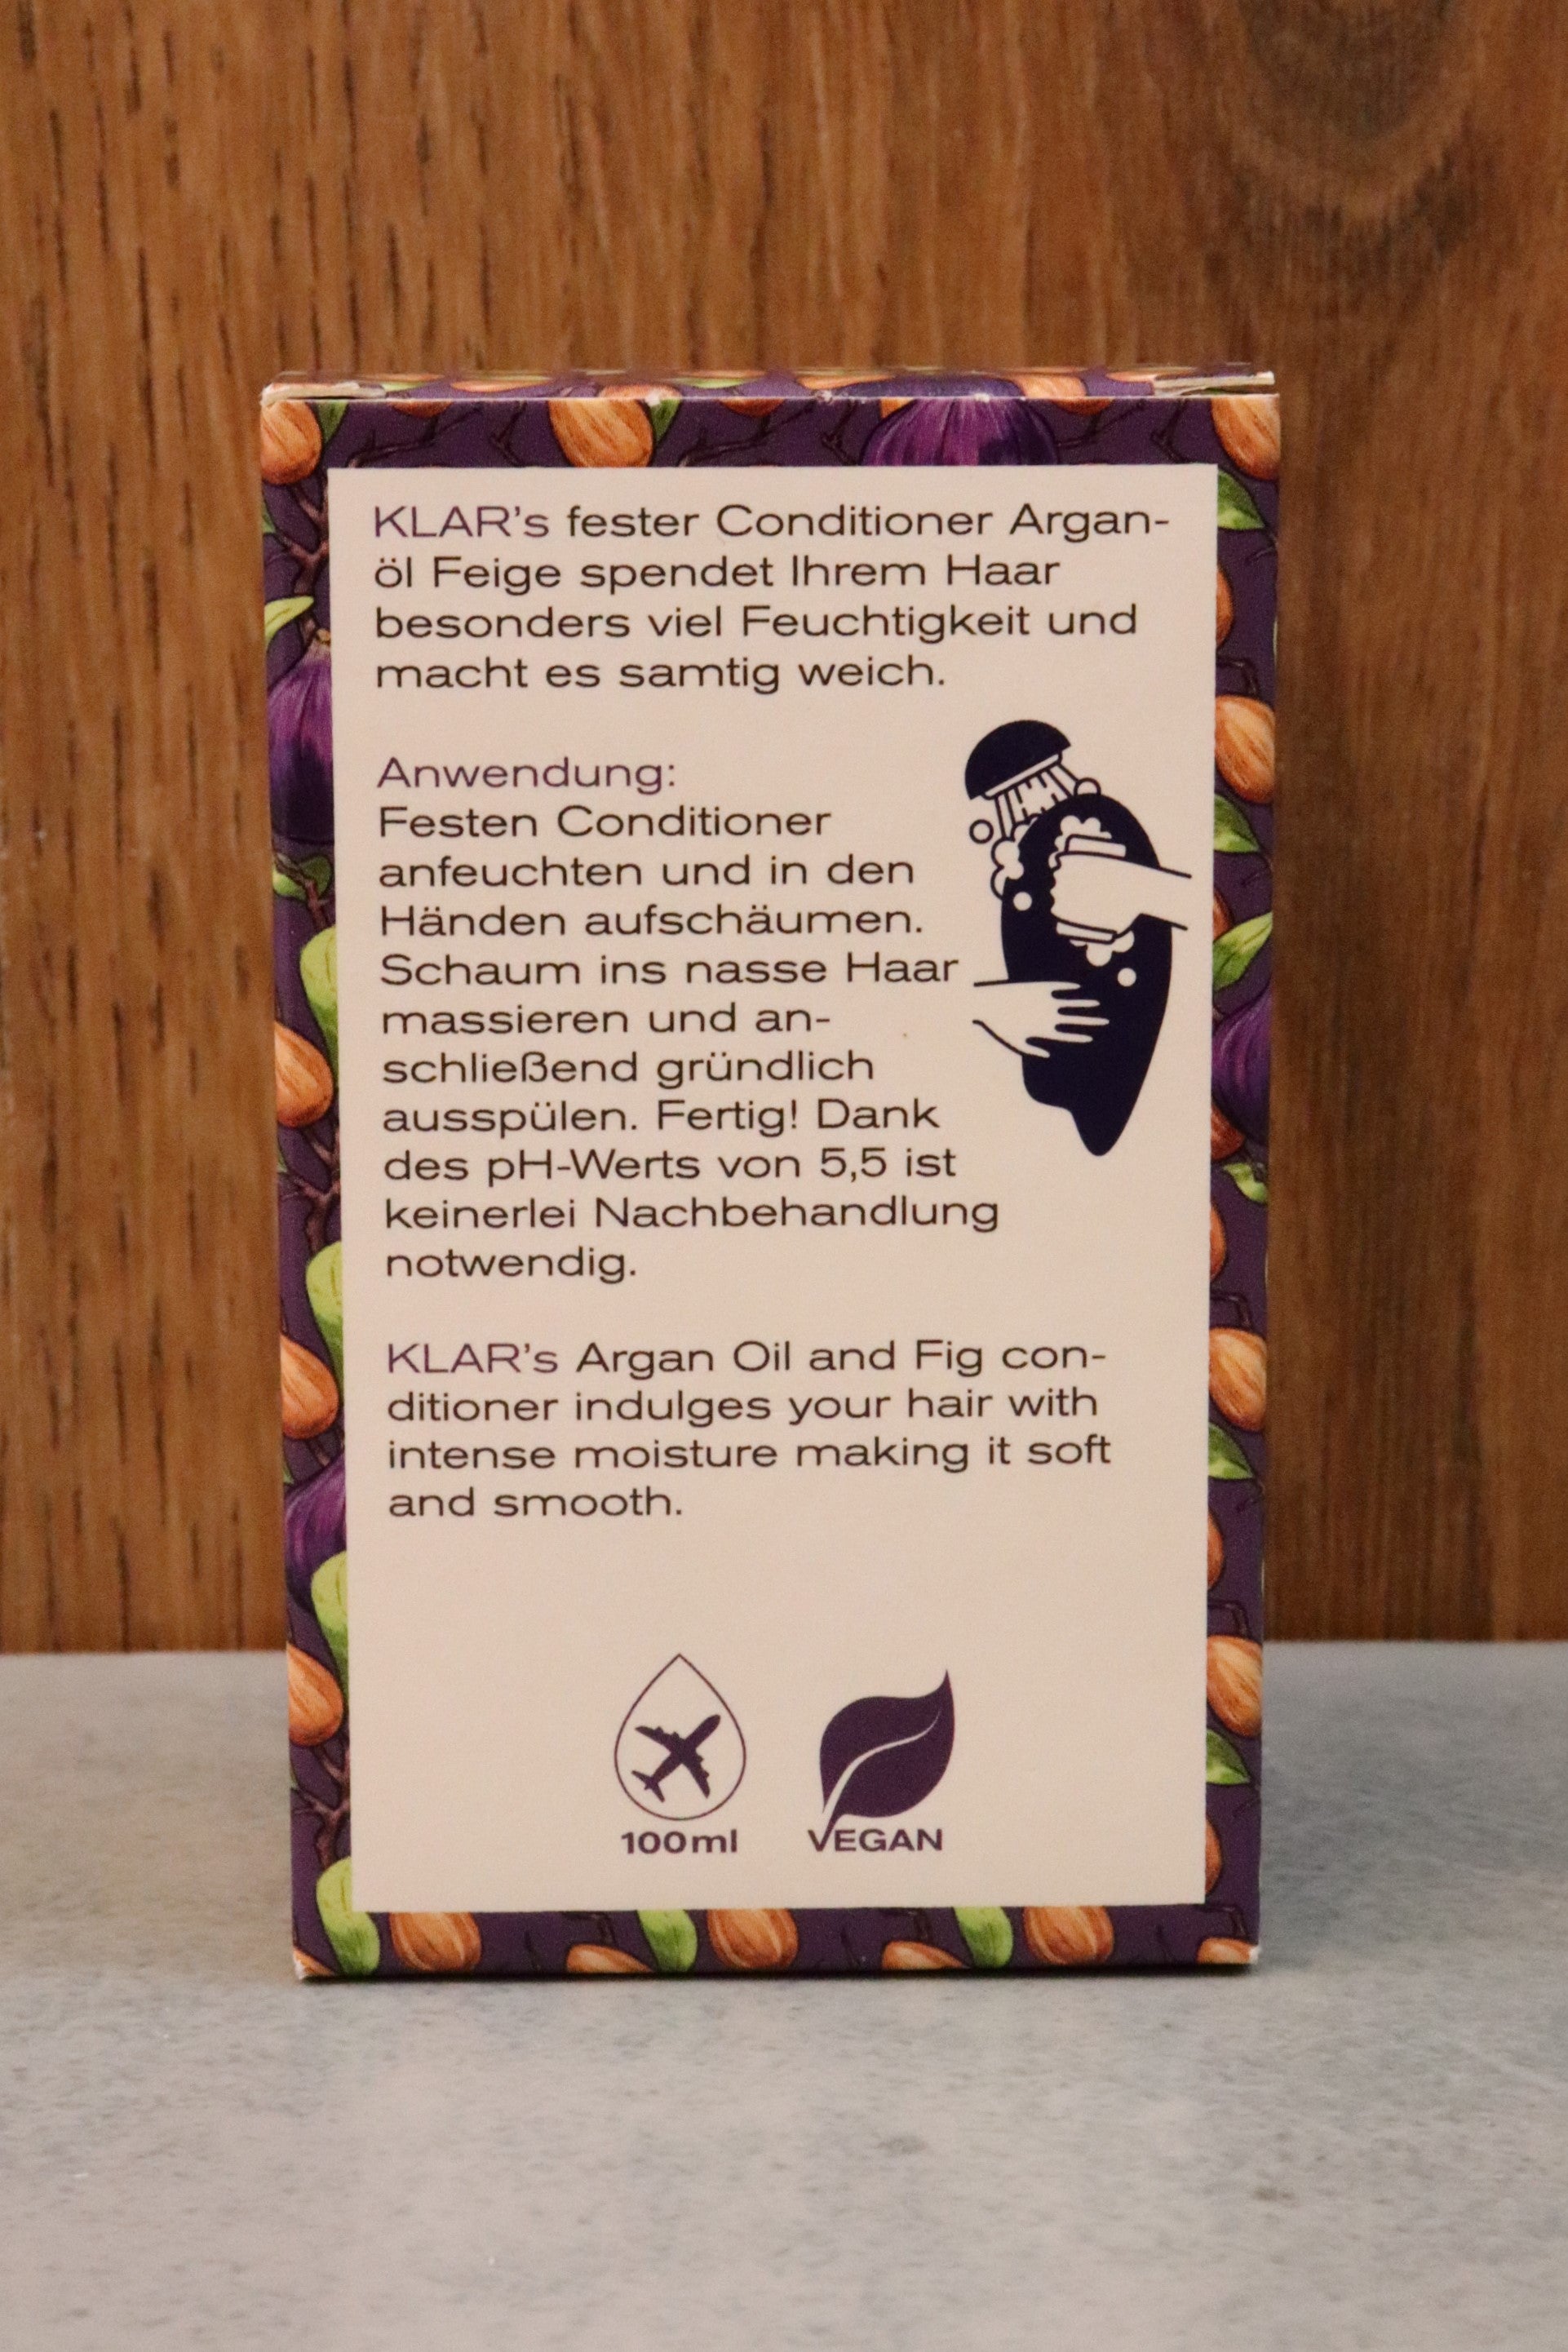 KLAR's fester Conditioner Argan-
öl Feige spendet Ihrem Haar
besonders viel Feuchtigkeit und
macht es samtig weich.
Anwendung:
Festen Conditioner
anfeuchten und in den
Händen aufschäumen.
Schaum ins nasse Haar
massieren und an-
schließend gründlich
ausspülen. Fertig! Dank
des pH-Werts von 5,5 ist
keinerlei Nachbehandlung
notwendig.
KLAR's Argan Oil and Fig con-
ditioner indulges your hair with
intense moisture making it soft
and smooth.
100ml VEGAN